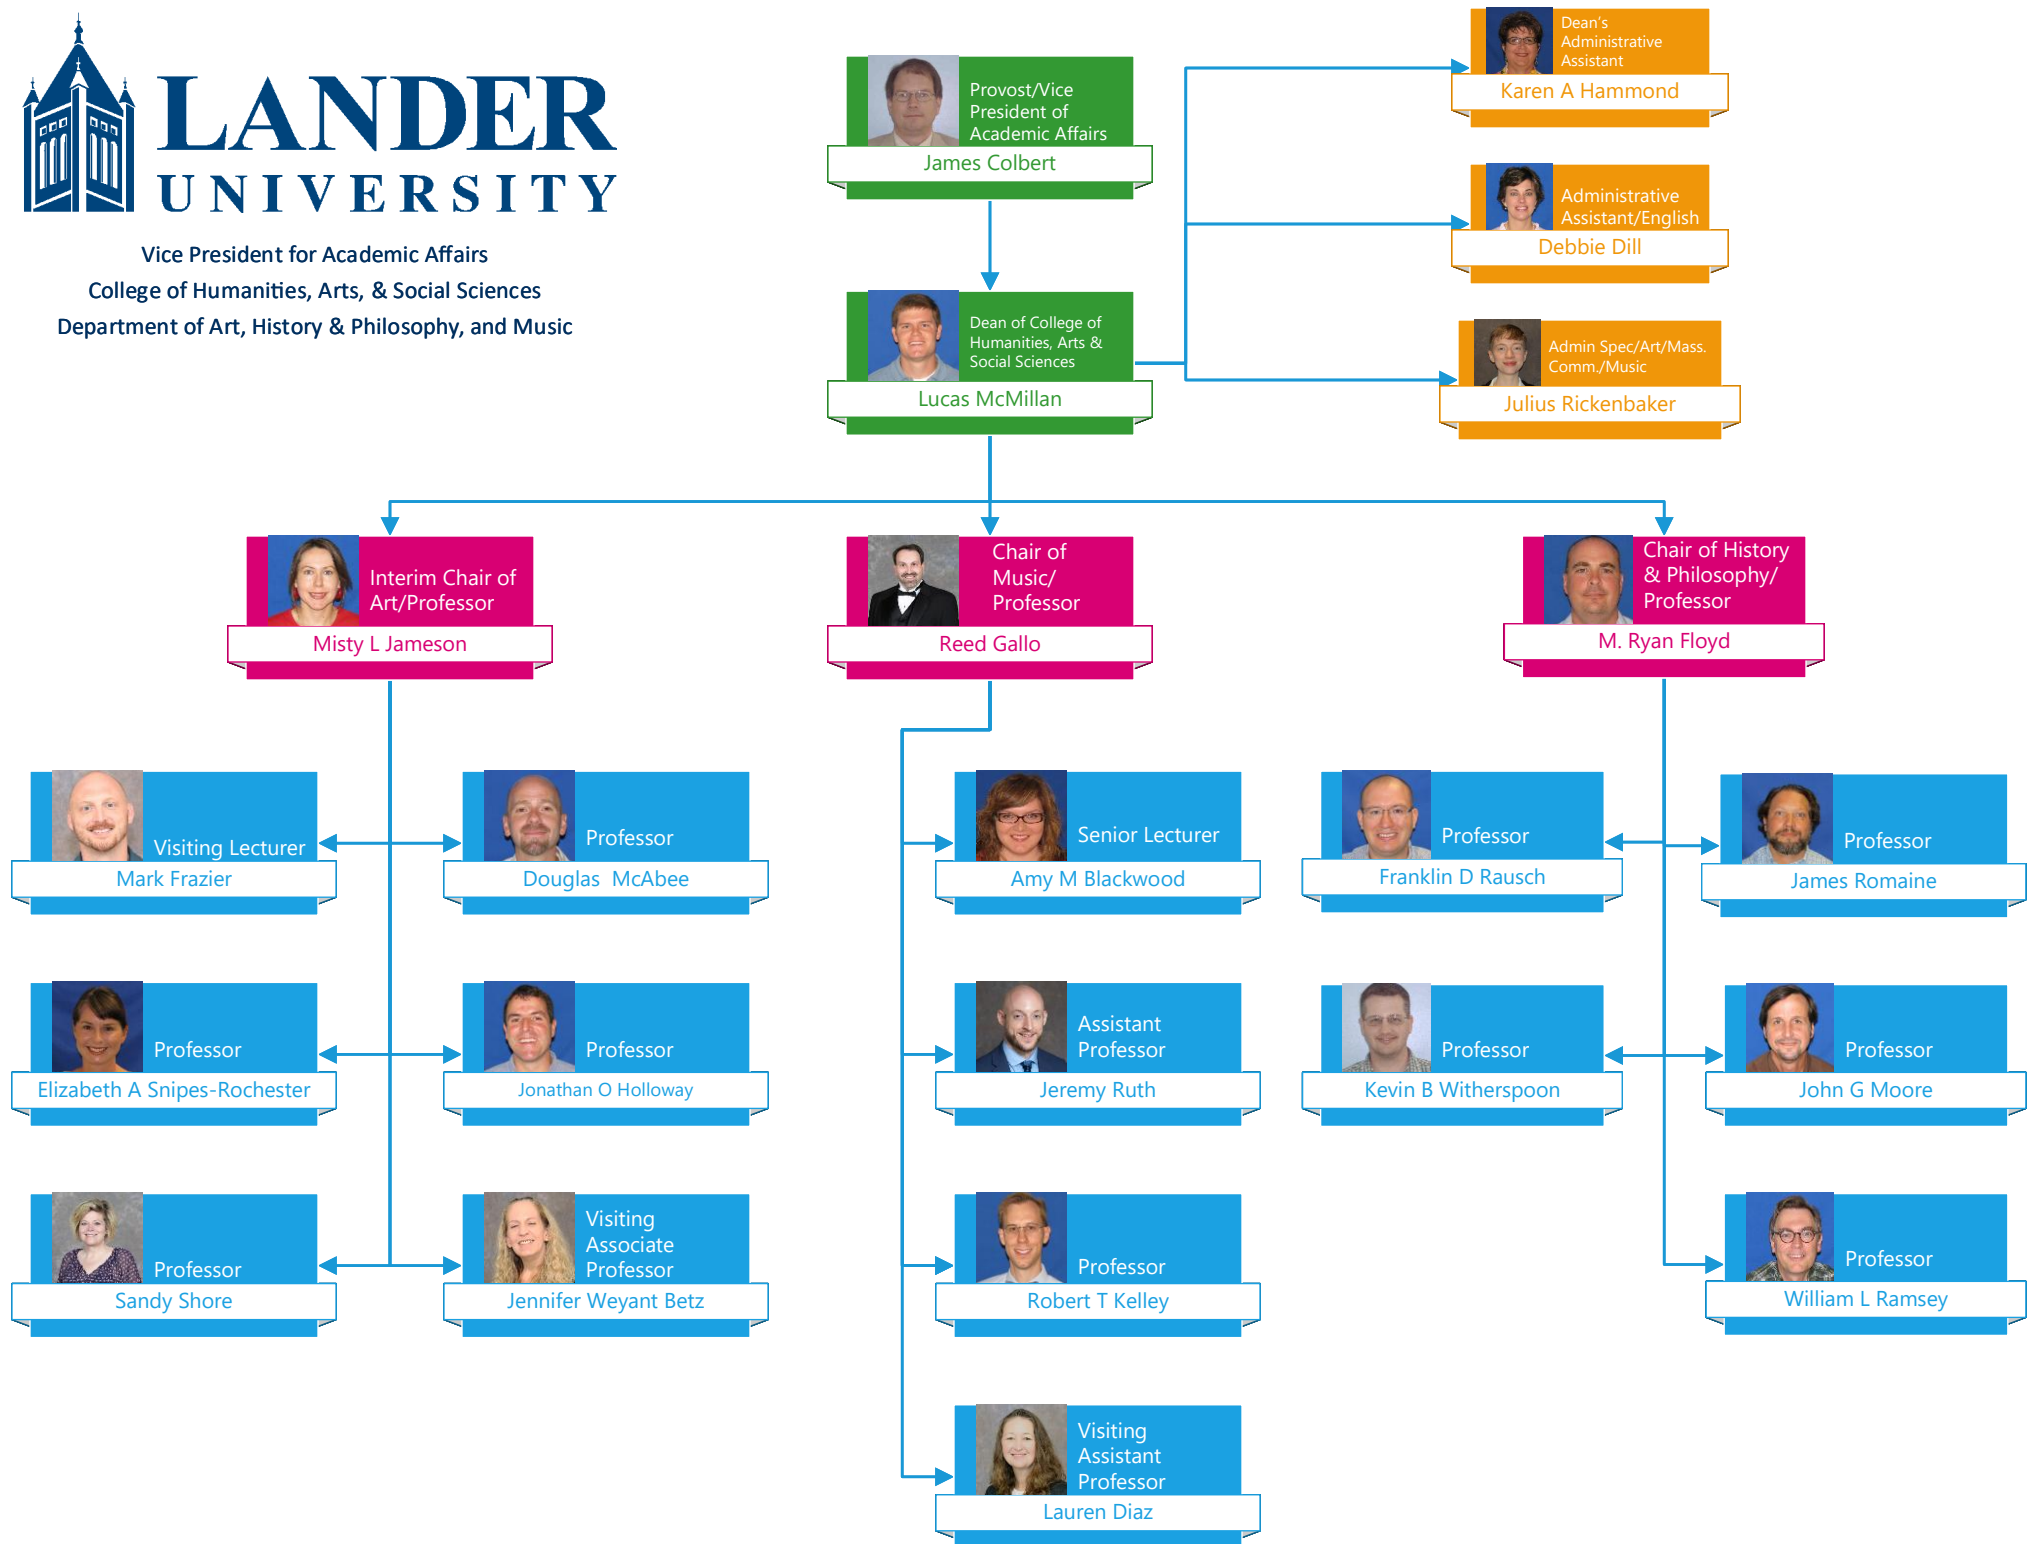 LANDER
UNIVERSITY
Vice President for Academic Affairs
College of Humanities, Arts, & Social Sciences
Department of Art, History & Philosophy, and Music
Provost/Vice
President of
Academic Affairs
James Colbert
Dean of College of
Humanities, Arts &
Social Sciences
Lucas McMillan
Dean's
Administrative
Assistant
Karen A Hammond
Administrative
Assistant/English
Debbie Dill
Admin Spec/Art/Mass.
Comm./Music
Julius Rickenbaker
Interim Chair of
Art/Professor
Misty L Jameson
Chair of
Music/
Professor
Reed Gallo
Chair of History
& Philosophy/
Professor
M. Ryan Floyd
Visiting Lecturer
Mark Frazier
Professor
Douglas  McAbee
Senior Lecturer
Amy M Blackwood
Professor
Franklin D Rausch
Professor
James Romaine
Professor
Elizabeth A Snipes-Rochester
Professor
Jonathan O Holloway
Assistant
Professor
Jeremy Ruth
Professor
Kevin B Witherspoon
Professor
John G Moore
Professor
Sandy Shore
Visiting
Associate
Professor
Jennifer Weyant Betz
Professor
Robert T Kelley
Professor
William L Ramsey
Visiting
Assistant
Professor
Lauren Diaz